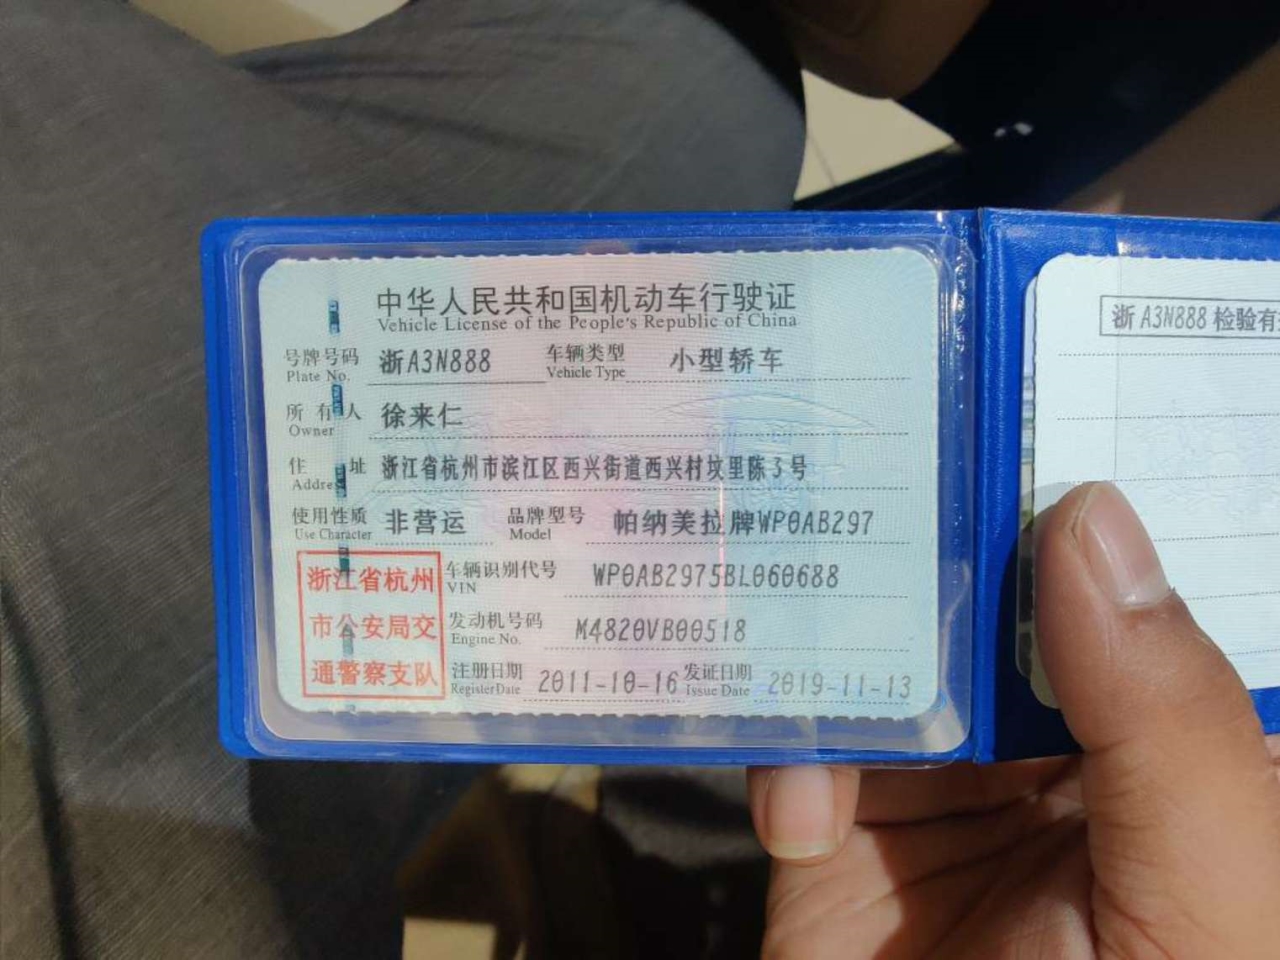 中华人民共和国机动车行驶证
Vehicle License of the People's Republic of China
号牌号码 浙A3N888 车辆类型 小型轿车
Plate No. Vehicle Type
所有人 徐来仁
Owner
住址 浙江省杭州市滨江区西兴街道西兴村坟里陈3号
Address
使用性质 非营运 品牌型号 帕纳美拉牌WP0AB297
Use Character Model
浙江省杭州
市公安局交
通警察支队
车辆识别代号 WP0AB2975BL060688
VIN
发动机号码 M4820VB00518
Engine No.
注册日期 2011-10-16 发证日期 2019-11-13
Register Date Issue Date
浙A3N888 检验有